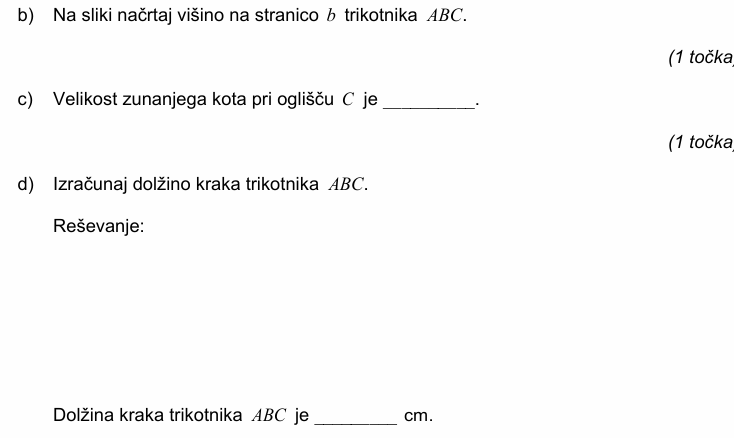 b) Na sliki načrtaj višino na stranico b trikotnika ABC.
(1 točka)
c) Velikost zunanjega kota pri oglišču C je __________.
(1 točka)
d) Izračunaj dolžino kraka trikotnika ABC.
Reševanje:
Dolžina kraka trikotnika ABC je _________ cm.